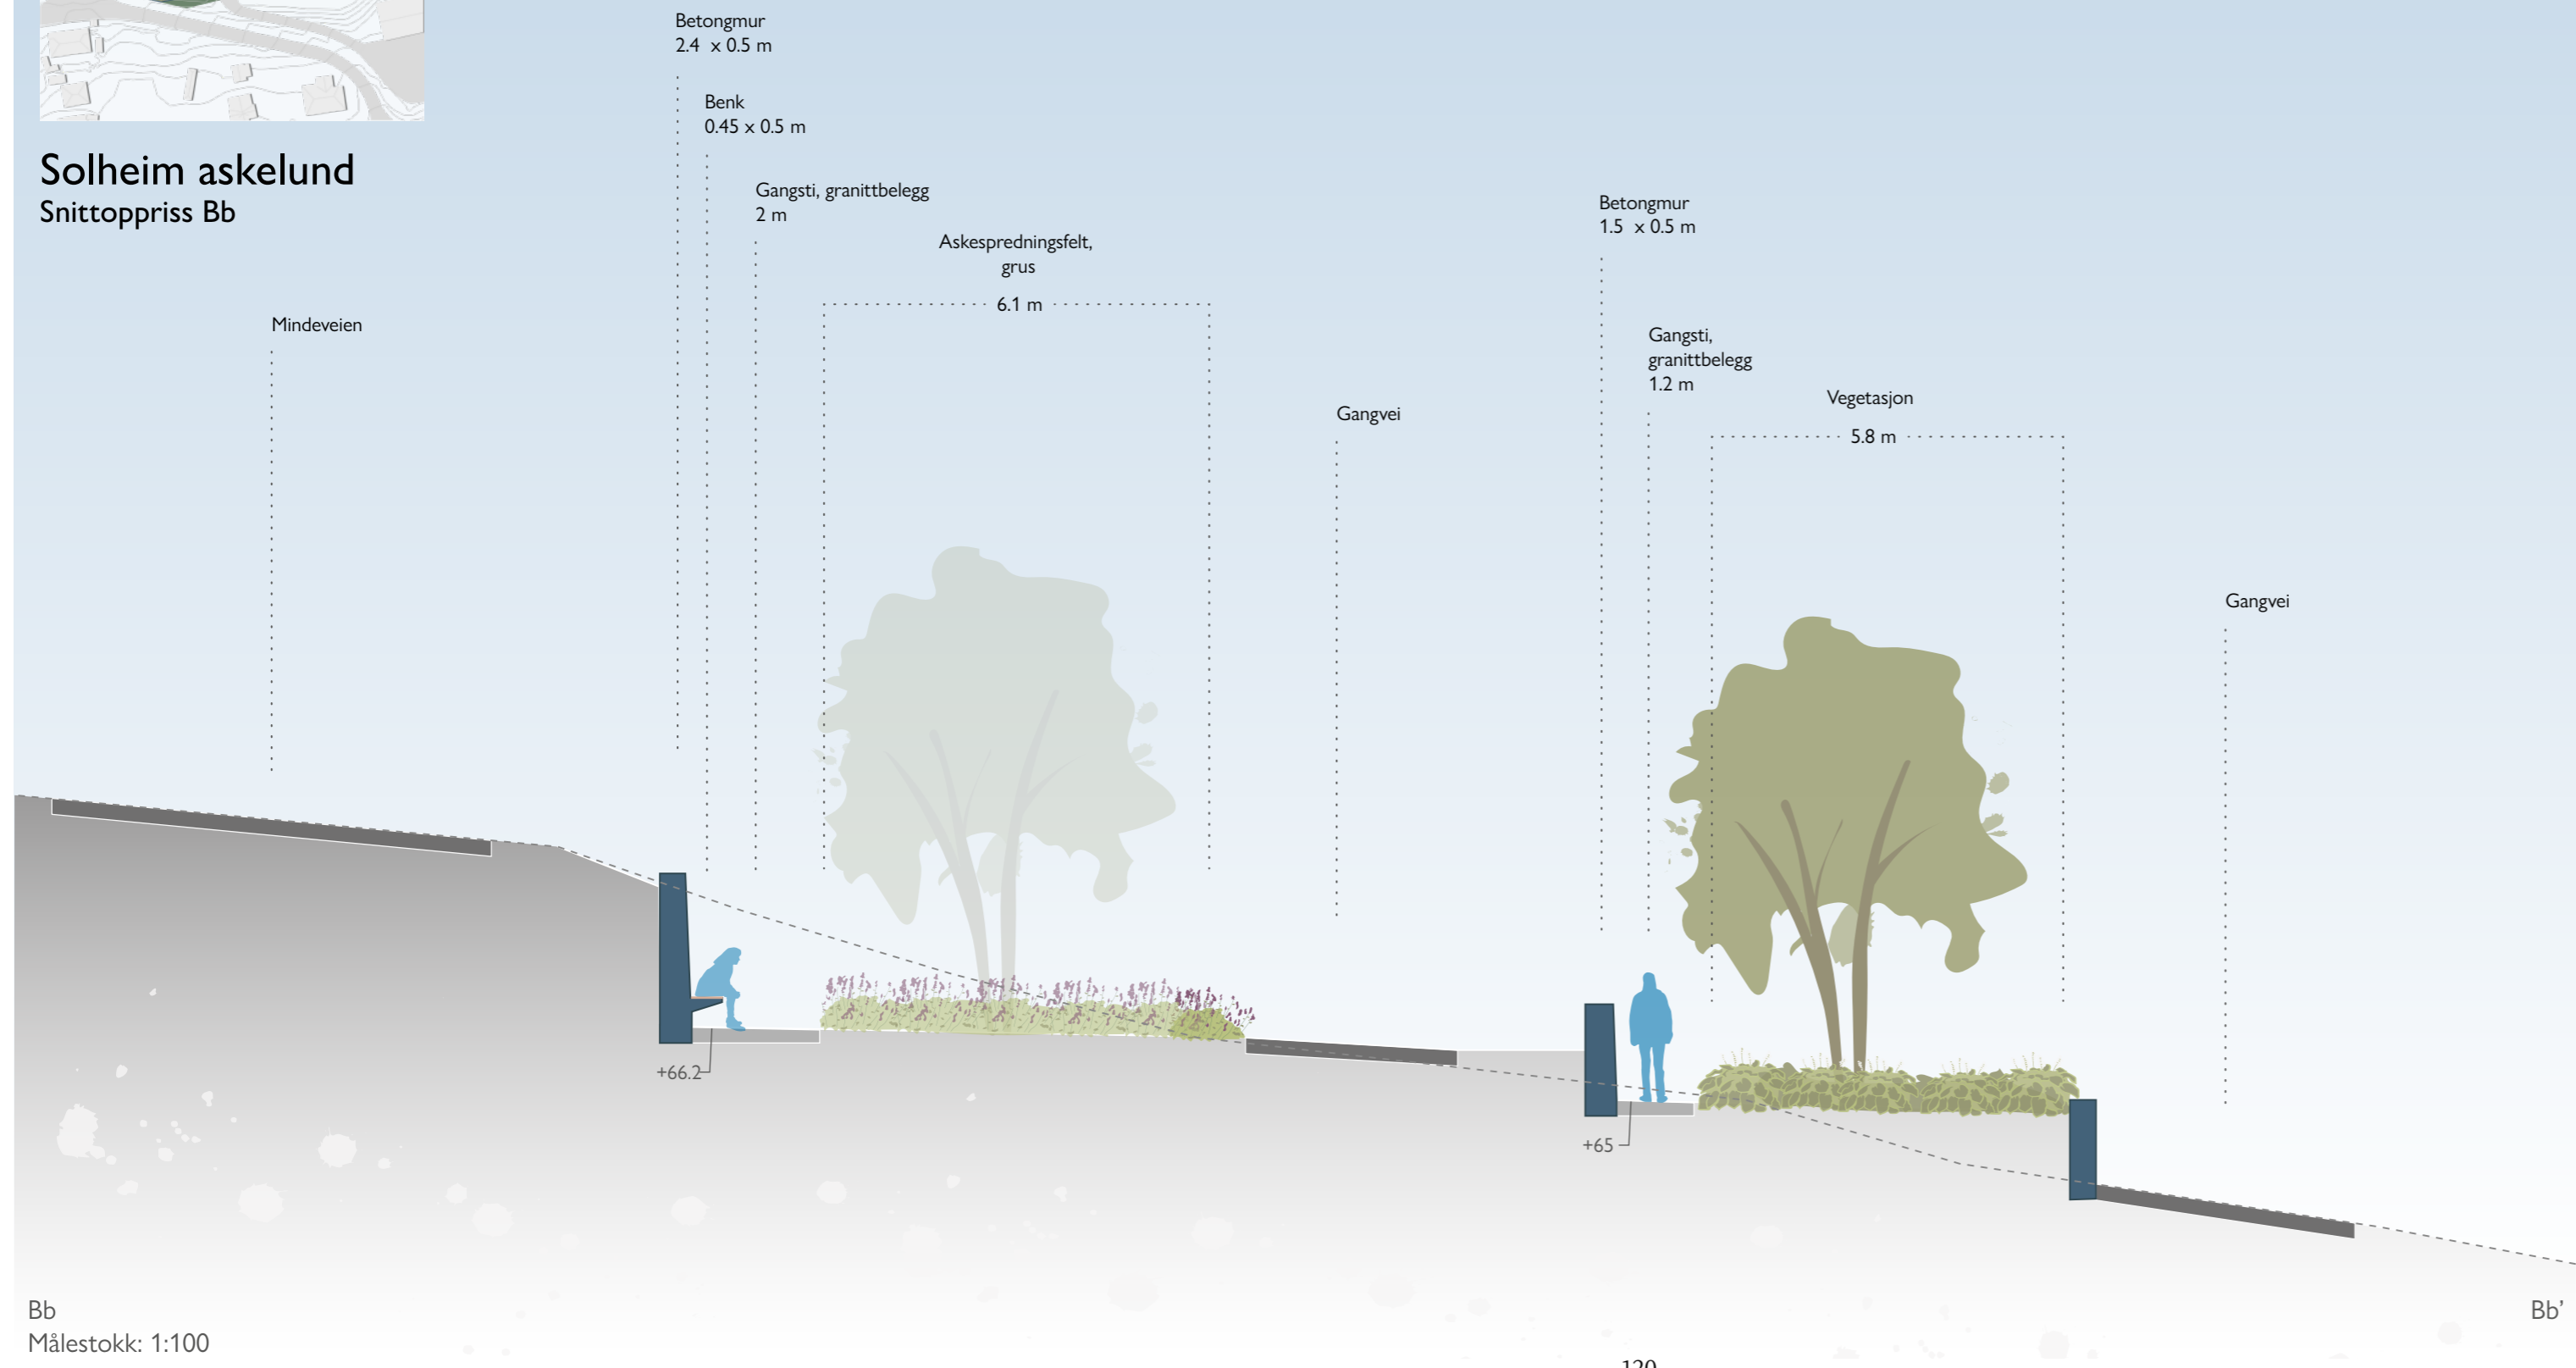 Betongmur
2.4 x 0.5 m
Benk
0.45 x 0.5 m
Solheim askelund
Snittoppriss Bb
Gangsti, granittbelegg
2 m
Askespredningsfelt,
grus
6.1 m
Mindeveien
Betongmur
1.5 x 0.5 m
Gangsti,
granittbelegg
1.2 m
Vegetasjon
5.8 m
Gangvei
Gangvei
+66.2
+65
Bb
Målestokk: 1:100
Bb’
120